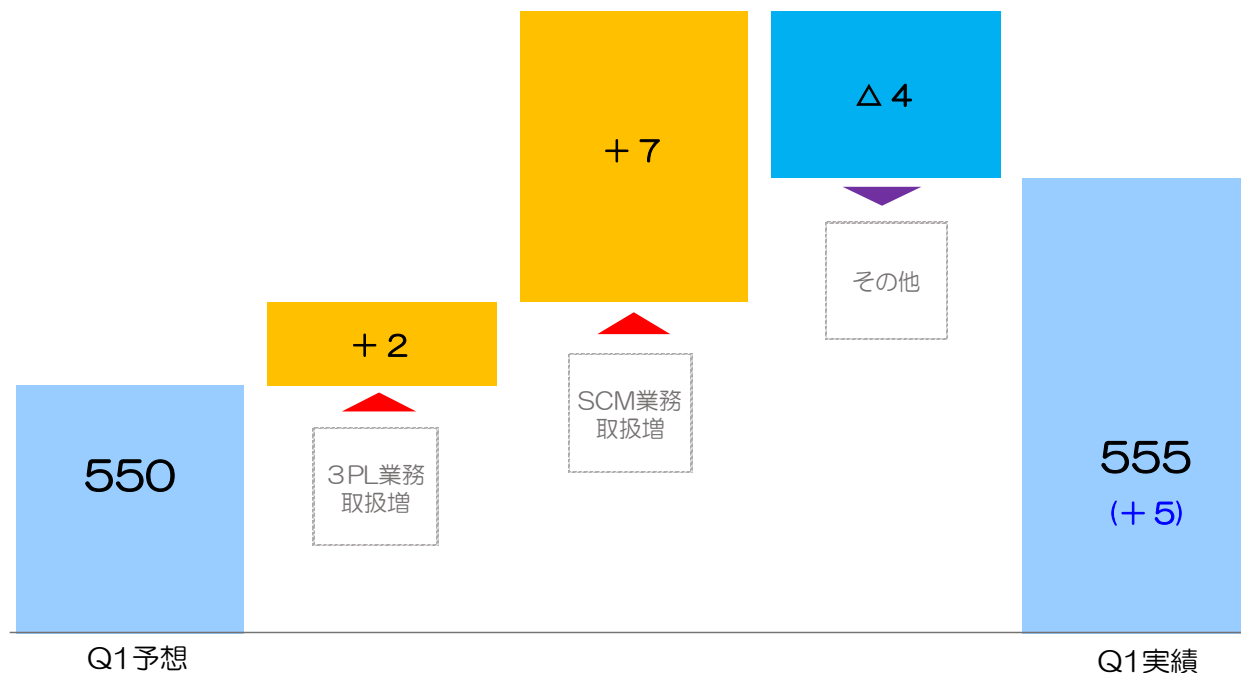 550
Q1予想
＋２
３PL業務
取扱増
＋７
SCM業務
取扱増
△ ４
その他
555
(＋５)
Q1実績